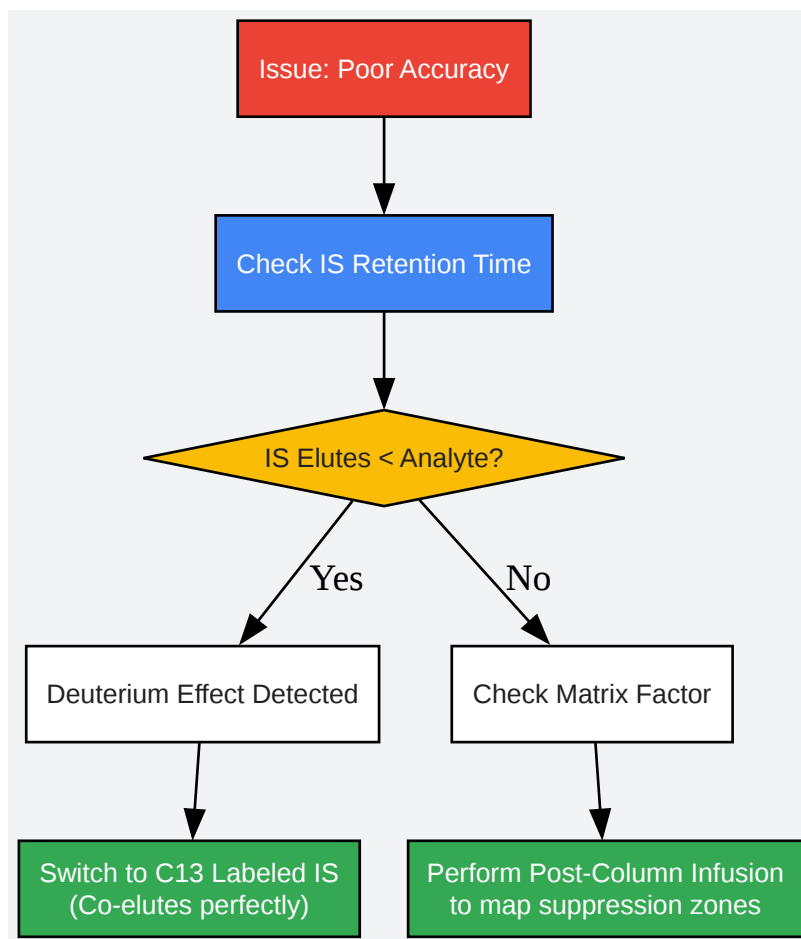 Issue: Poor Accuracy
Check IS Retention Time
IS Elutes < Analyte?
Yes
No
Deuterium Effect Detected
Check Matrix Factor
Switch to C13 Labeled IS
(Co-elutes perfectly)
Perform Post-Column Infusion
to map suppression zones